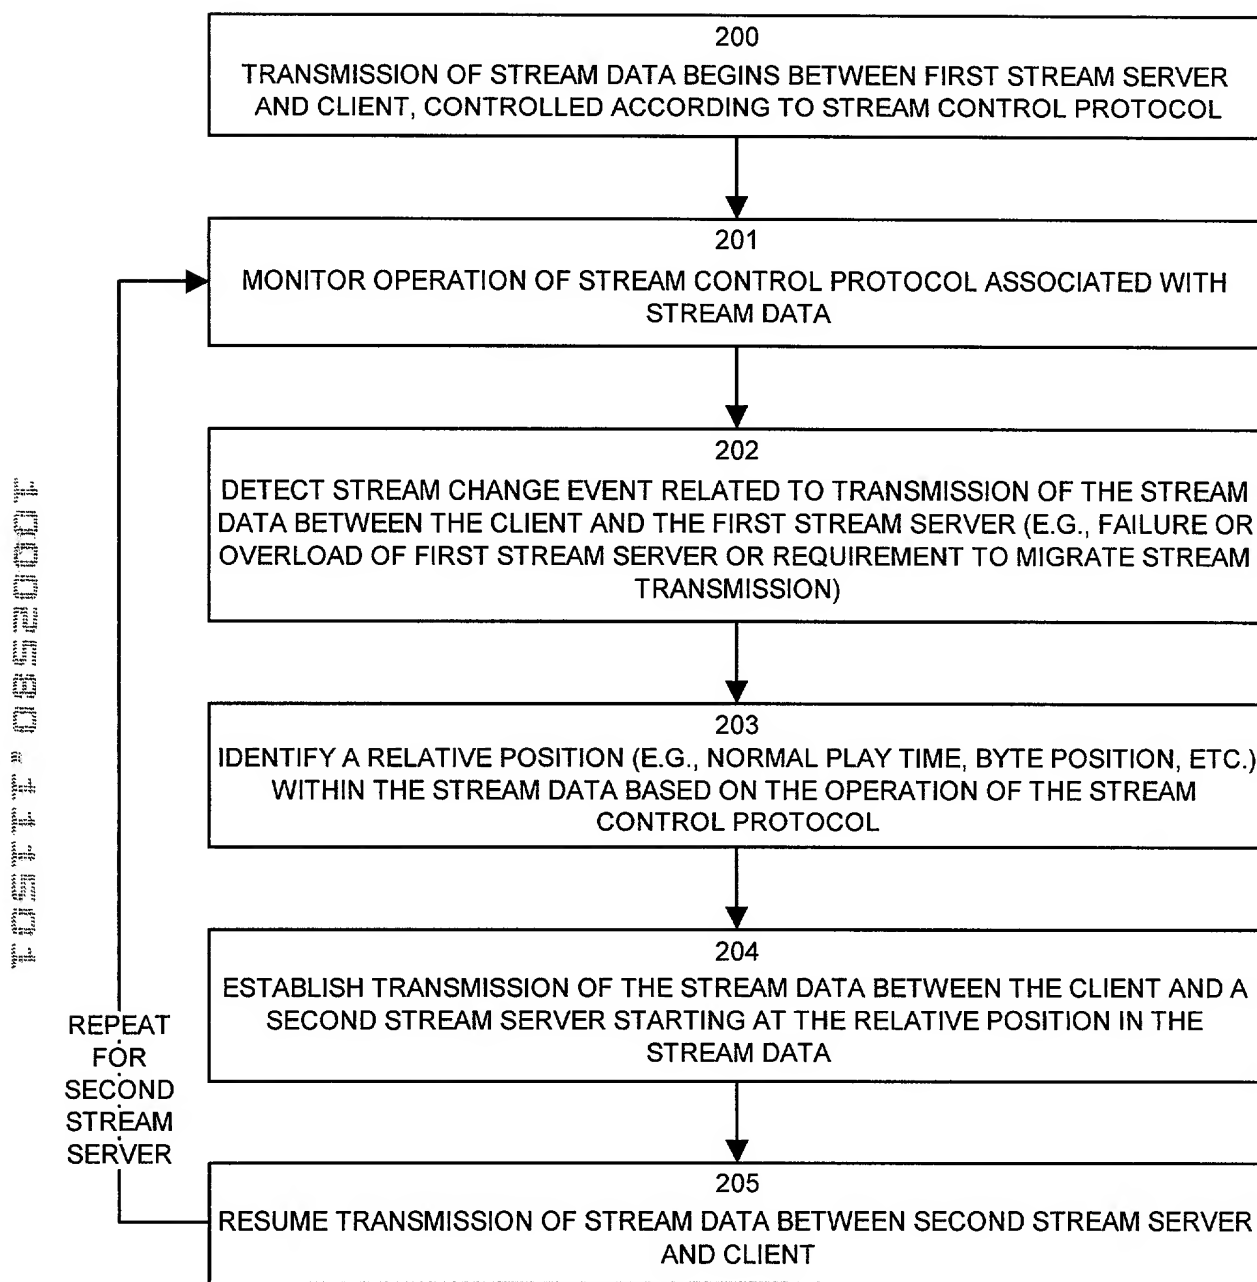 200
TRANSMISSION OF STREAM DATA BEGINS BETWEEN FIRST STREAM SERVER
AND CLIENT, CONTROLLED ACCORDING TO STREAM CONTROL PROTOCOL
201
MONITOR OPERATION OF STREAM CONTROL PROTOCOL ASSOCIATED WITH
STREAM DATA
202
DETECT STREAM CHANGE EVENT RELATED TO TRANSMISSION OF THE STREAM
DATA BETWEEN THE CLIENT AND THE FIRST STREAM SERVER (E.G., FAILURE OR
OVERLOAD OF FIRST STREAM SERVER OR REQUIREMENT TO MIGRATE STREAM
TRANSMISSION)
203
IDENTIFY A RELATIVE POSITION (E.G., NORMAL PLAY TIME, BYTE POSITION, ETC.)
WITHIN THE STREAM DATA BASED ON THE OPERATION OF THE STREAM
CONTROL PROTOCOL
204
ESTABLISH TRANSMISSION OF THE STREAM DATA BETWEEN THE CLIENT AND A
SECOND STREAM SERVER STARTING AT THE RELATIVE POSITION IN THE
STREAM DATA
205
RESUME TRANSMISSION OF STREAM DATA BETWEEN SECOND STREAM SERVER
AND CLIENT
REPEAT
FOR
SECOND
STREAM
SERVER